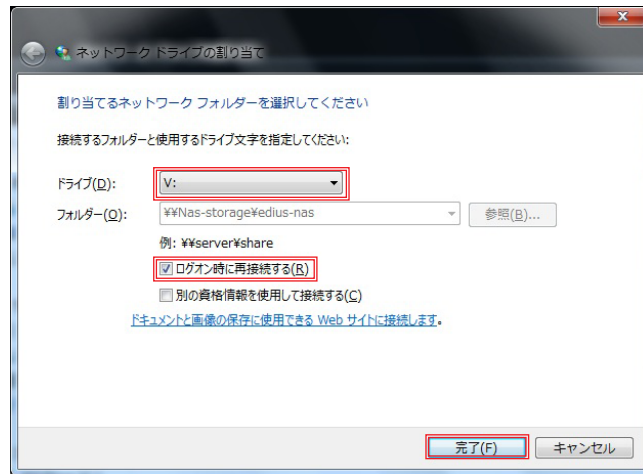 ネットワーク ドライブの割り当て
割り当てるネットワーク フォルダーを選択してください
接続するフォルダーと使用するドライブ文字を指定してください:
ドライブ(D): V:
フォルダー(O): ¥¥Nas-storage¥edius-nas 参照(B)...
例: ¥¥server¥share
ログオン時に再接続する(R)
別の資格情報を使用して接続する(C)
ドキュメントと画像の保存に使用できる Web サイトに接続します。
完了(F) キャンセル